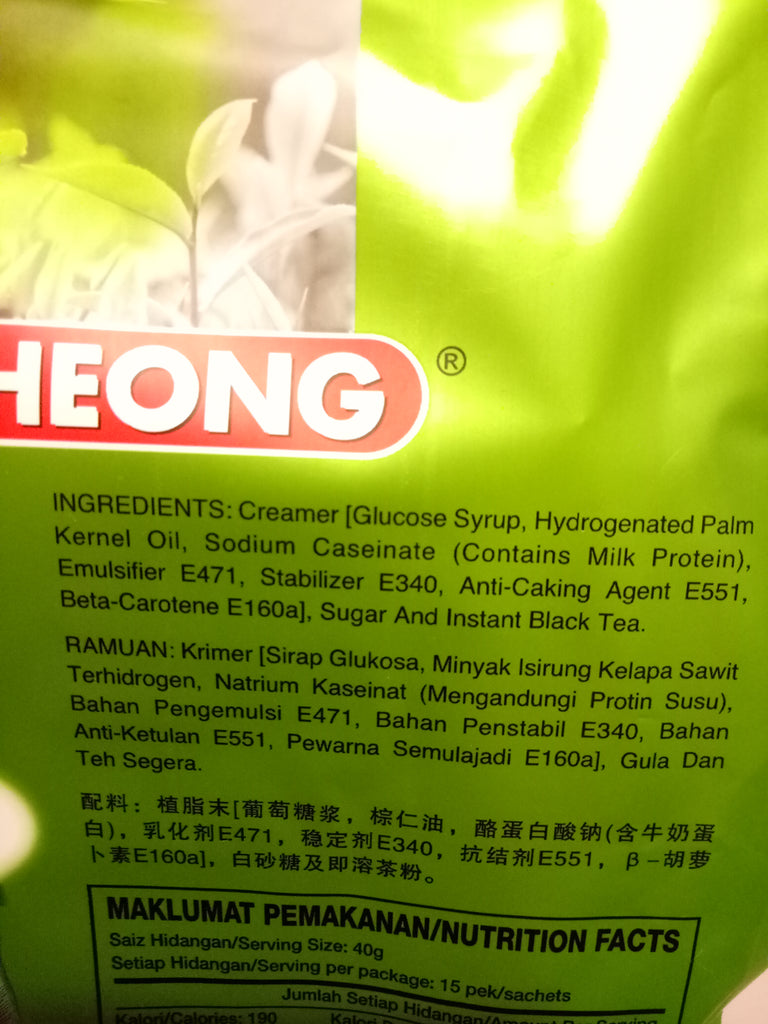 HEONG®
INGREDIENTS: Creamer [Glucose Syrup, Hydrogenated Palm
Kernel Oil, Sodium Caseinate (Contains Milk Protein),
Emulsifier E471, Stabilizer E340, Anti-Caking Agent E551,
Beta-Carotene E160a], Sugar And Instant Black Tea.
RAMUAN: Krimer [Sirap Glukosa, Minyak Isirung Kelapa Sawit
Terhidrogen, Natrium Kaseinat (Mengandungi Protin Susu),
Bahan Pengemulsi E471, Bahan Penstabil E340, Bahan
Anti-Ketulan E551, Pewarna Semulajadi E160a], Gula Dan
Teh Segera.
配料：植脂末[葡萄糖浆，棕仁油，酪蛋白酸钠(含牛奶蛋
白)，乳化剂E471，稳定剂E340，抗结剂E551，β－胡萝
卜素E160a]，白砂糖及即溶茶粉。
MAKLUMAT PEMAKANAN/NUTRITION FACTS
Saiz Hidangan/Serving Size: 40g
Setiap Hidangan/Serving per package: 15 pek/sachets
Jumlah Setiap Hidangan/Amount Per Serving
Kalori/Calories: 190 Kalori